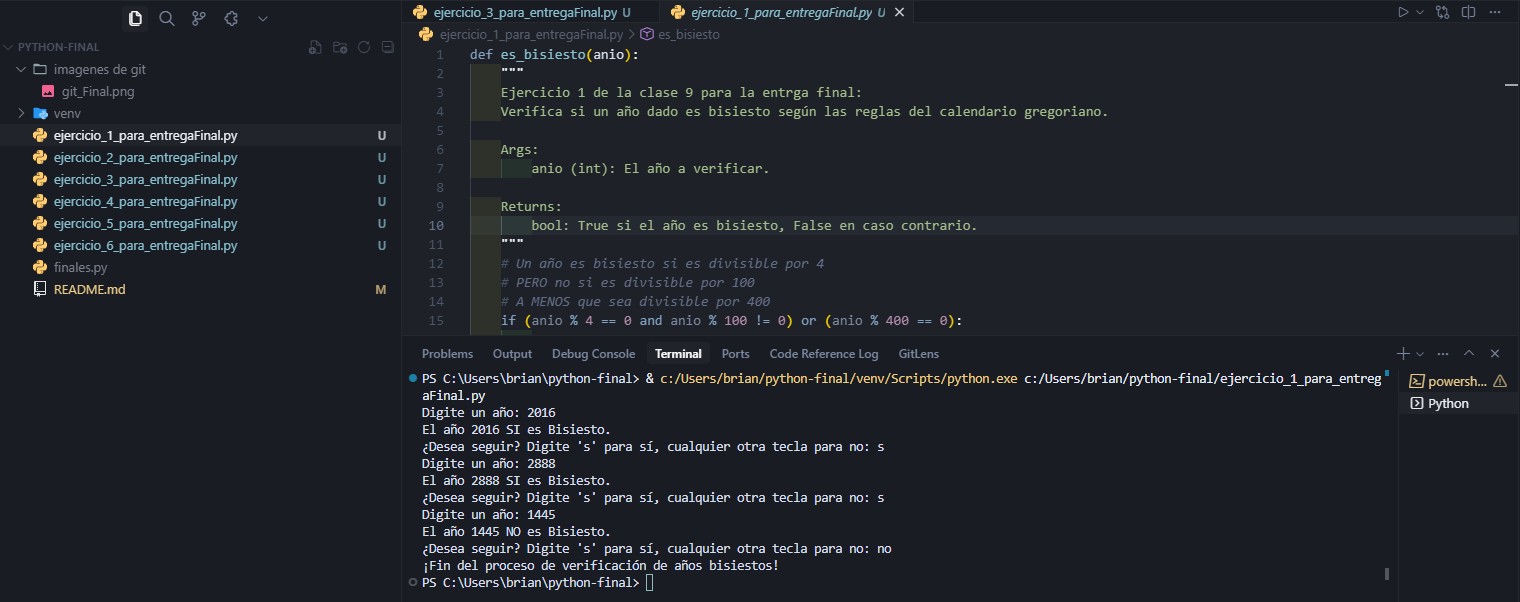 PYTHON-FINAL
imagenes de git
git_Final.png
venv
ejercicio_1_para_entregaFinal.py U
ejercicio_2_para_entregaFinal.py U
ejercicio_3_para_entregaFinal.py U
ejercicio_4_para_entregaFinal.py U
ejercicio_5_para_entregaFinal.py U
ejercicio_6_para_entregaFinal.py U
finales.py
README.md M
ejercicio_3_para_entregaFinal.py U ejercicio_1_para_entregaFinal.py U
ejercicio_1_para_entregaFinal.py > es_bisiesto
1 def es_bisiesto(anio):
2 """
3 Ejercicio 1 de la clase 9 para la entrga final:
4 Verifica si un año dado es bisiesto según las reglas del calendario gregoriano.
5
6 Args:
7 anio (int): El año a verificar.
8
9 Returns:
10 bool: True si el año es bisiesto, False en caso contrario.
11 """
12 # Un año es bisiesto si es divisible por 4
13 # PERO no si es divisible por 100
14 # A MENOS que sea divisible por 400
15 if (anio % 4 == 0 and anio % 100 != 0) or (anio % 400 == 0):
Problems Output Debug Console Terminal Ports Code Reference Log GitLens
PS C:\Users\brian\python-final> & c:/Users/brian/python-final/venv/Scripts/python.exe c:/Users/brian/python-final/ejercicio_1_para_entreg
aFinal.py
Digite un año: 2016
El año 2016 SI es Bisiesto.
¿Desea seguir? Digite 's' para sí, cualquier otra tecla para no: s
Digite un año: 2888
El año 2888 SI es Bisiesto.
¿Desea seguir? Digite 's' para sí, cualquier otra tecla para no: s
Digite un año: 1445
El año 1445 NO es Bisiesto.
¿Desea seguir? Digite 's' para sí, cualquier otra tecla para no: no
¡Fin del proceso de verificación de años bisiestos!
PS C:\Users\brian\python-final>
powersh...
Python